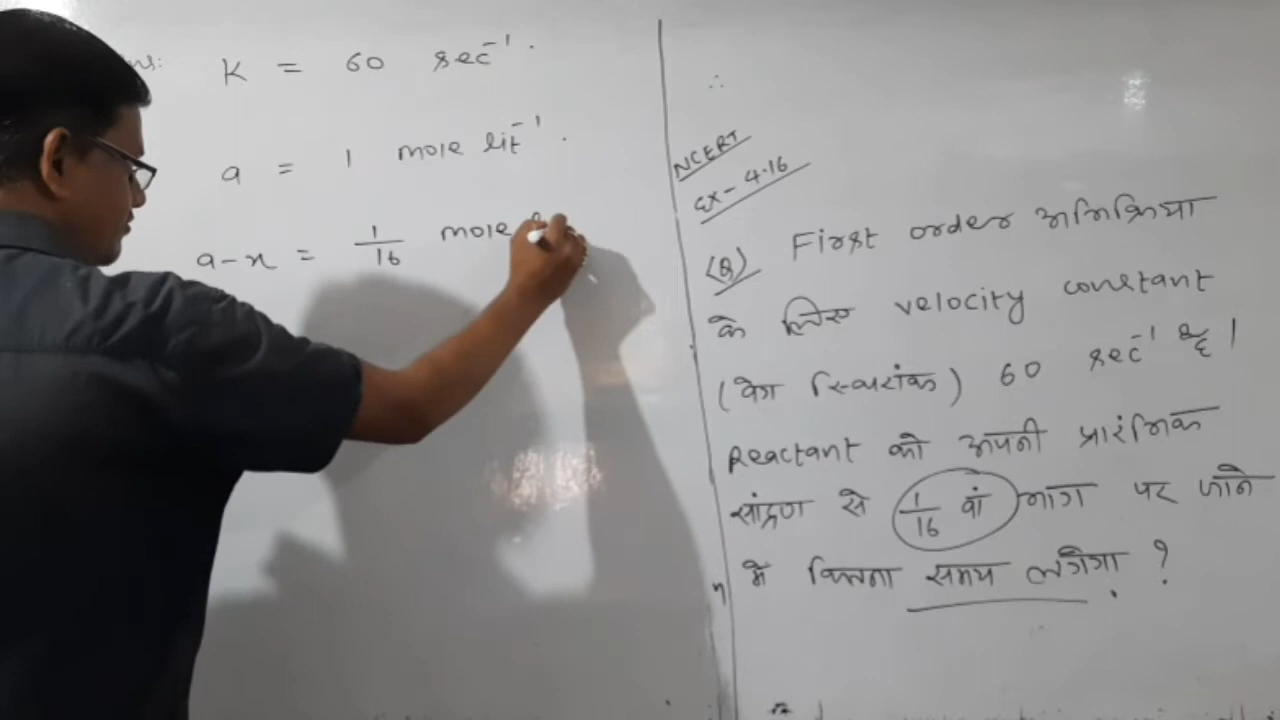 K = 60 sec⁻¹.
a = 1 mole lit⁻¹.
a-x = 1/16 mole
∴
NCERT
Ex- 4.16
(Q) First order अभिक्रिया
के लिए velocity constant
(वेग स्थिरांक) 60 sec⁻¹ है।
Reactant को अपनी प्रारंभिक
सांद्रण से 1/16 वां भाग पर जाने
में कितना समय लगेगा ?